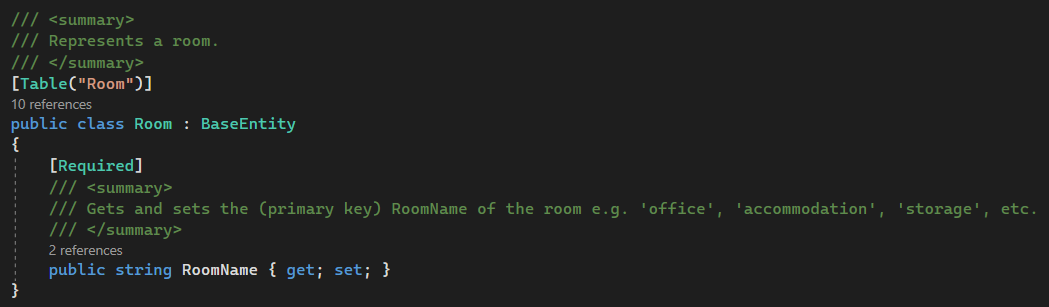 /// <summary>
/// Represents a room.
/// </summary>
[Table("Room")]
10 references
public class Room : BaseEntity
{
[Required]
/// <summary>
/// Gets and sets the (primary key) RoomName of the room e.g. 'office', 'accommodation', 'storage', etc.
/// </summary>
2 references
public string RoomName { get; set; }
}